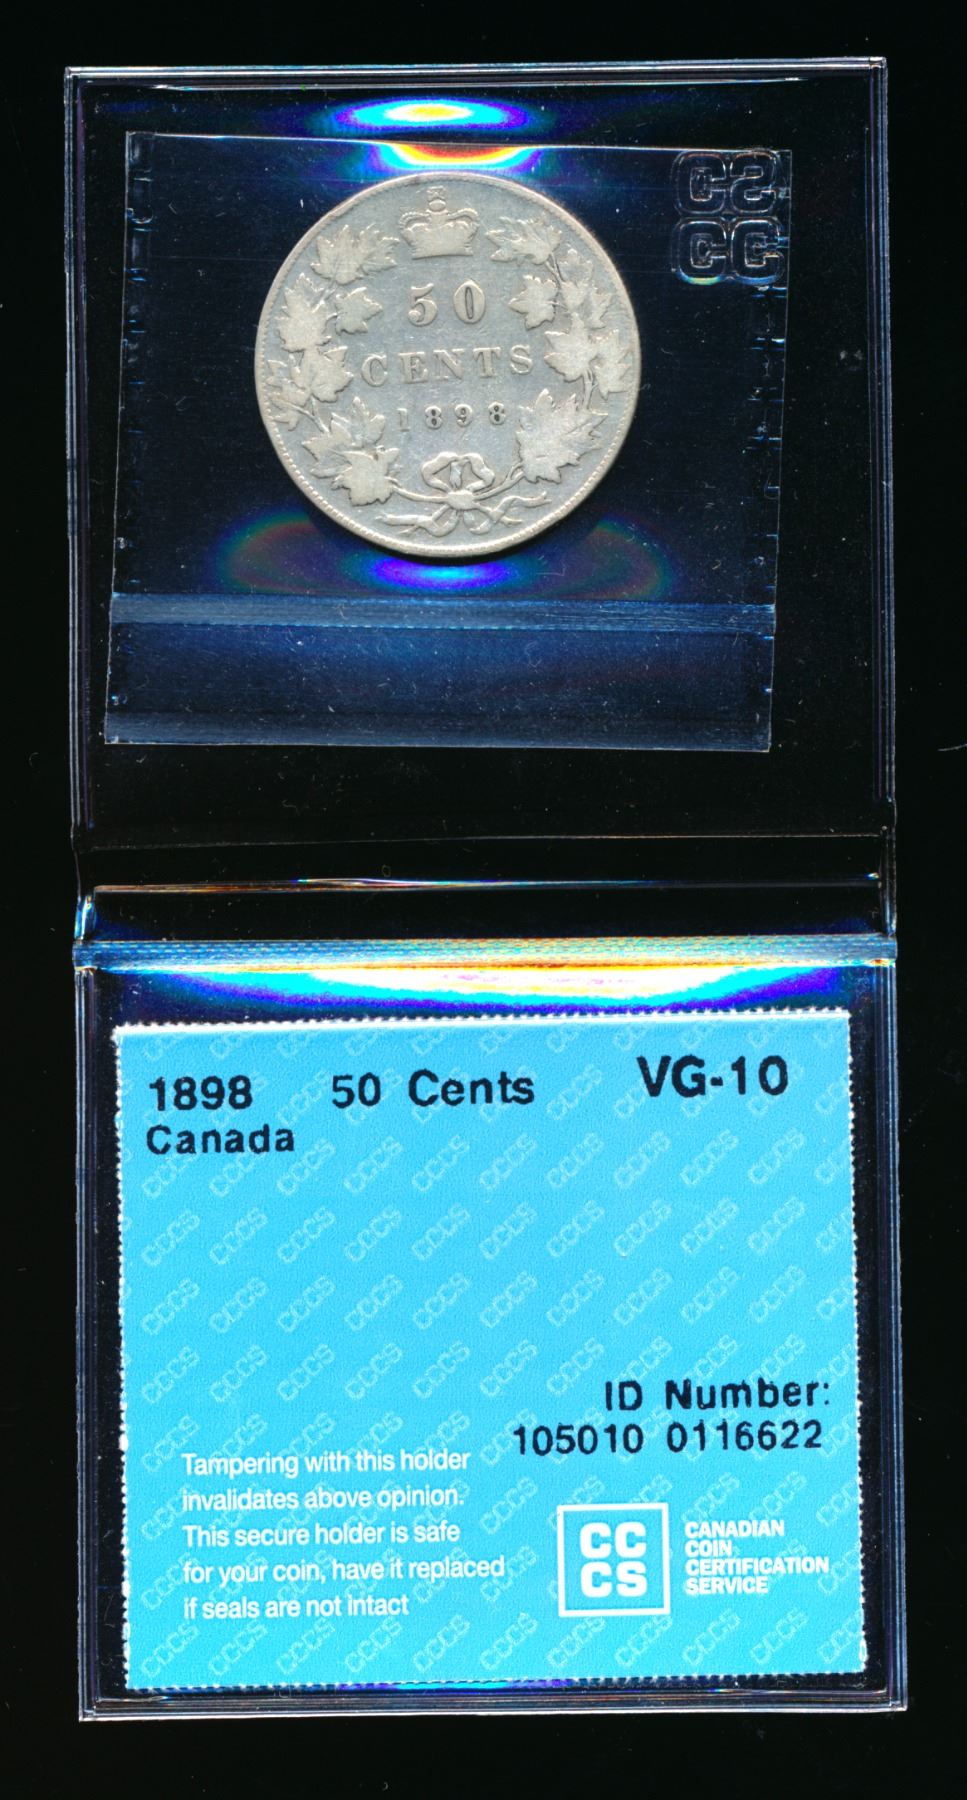 CS
CC
50
CENTS
1898
1898 50 Cents VG-10
Canada
ID Number:
105010 0116622
Tampering with this holder
invalidates above opinion.
This secure holder is safe
for your coin, have it replaced
if seals are not intact
CC
CS
CANADIAN
COIN
CERTIFICATION
SERVICE